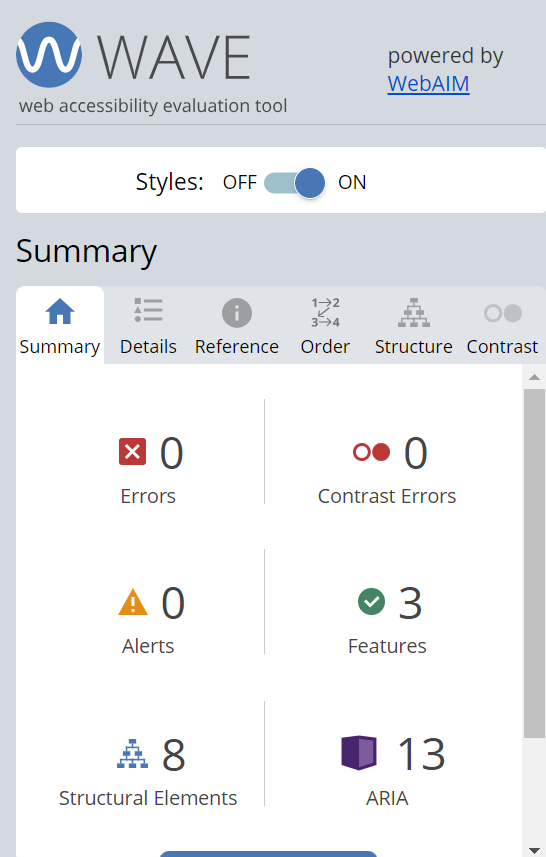 WAVE
powered by
WebAIM
web accessibility evaluation tool
Styles: OFF ON
Summary
1 2
3 4
Summary Details Reference Order Structure Contrast
0 0
Errors Contrast Errors
0 3
Alerts Features
8 13
Structural Elements ARIA